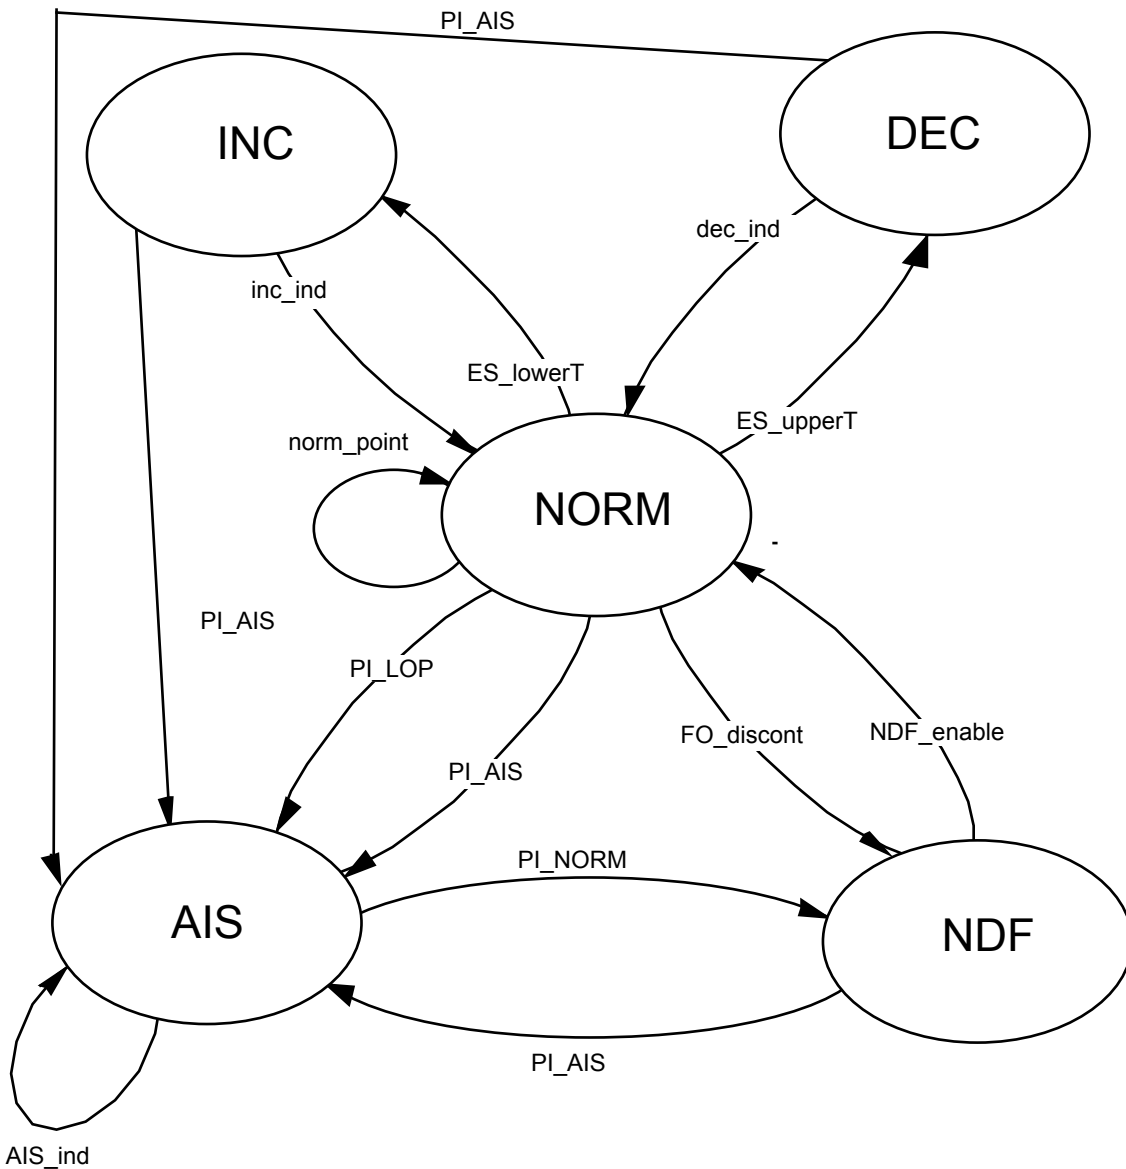 PI_AIS
DEC
INC
dec_ind
inc_ind
ES_lowerT
ES_upperT
norm_point
NORM
-
PI_AIS
PI_LOP
FO_discont
NDF_enable
PI_AIS
PI_NORM
AIS
NDF
PI_AIS
AIS_ind